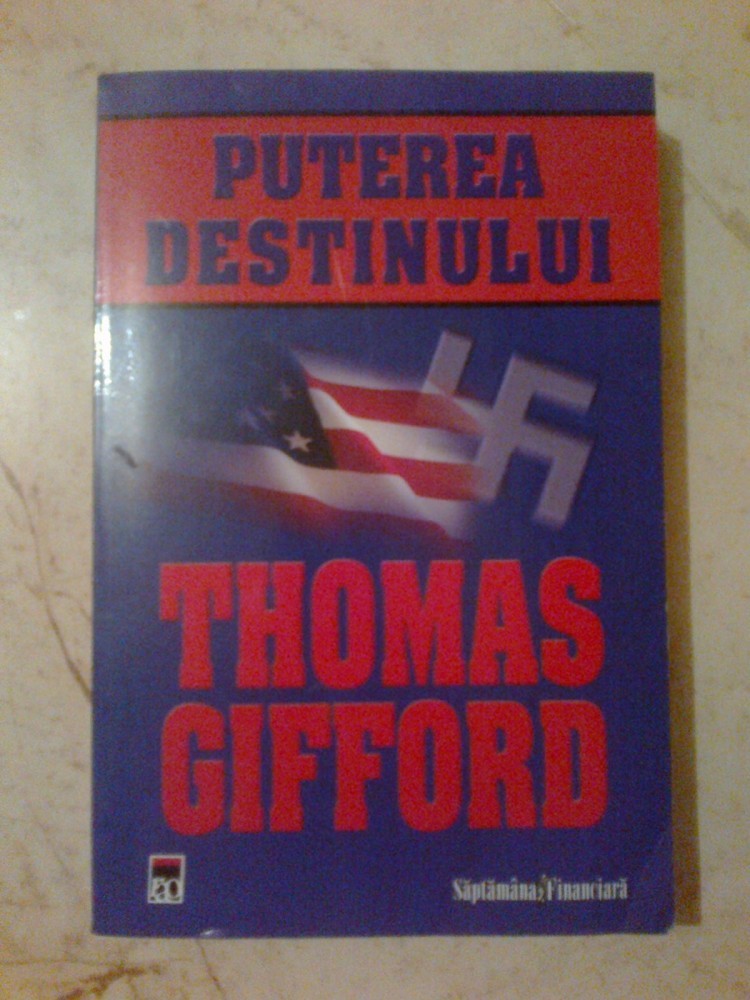 PUTEREA
DESTINULUI
THOMAS
GIFFORD
Săptămâna Financiară